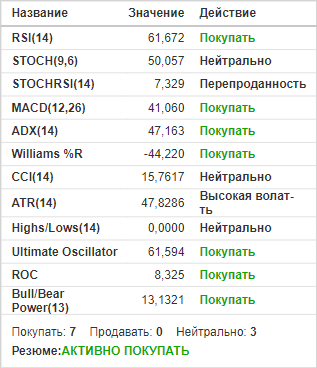 Название Значение Действие
RSI(14) 61,672 Покупать
STOCH(9,6) 50,057 Нейтрально
STOCHRSI(14) 7,329 Перепроданность
MACD(12,26) 41,060 Покупать
ADX(14) 47,163 Покупать
Williams %R -44,220 Покупать
CCI(14) 15,7617 Нейтрально
ATR(14) 47,8286 Высокая волат-
ть
Highs/Lows(14) 0,0000 Нейтрально
Ultimate Oscillator 61,594 Покупать
ROC 8,325 Покупать
Bull/Bear
Power(13) 13,1321 Покупать
Покупать: 7 Продавать: 0 Нейтрально: 3
Резюме:АКТИВНО ПОКУПАТЬ